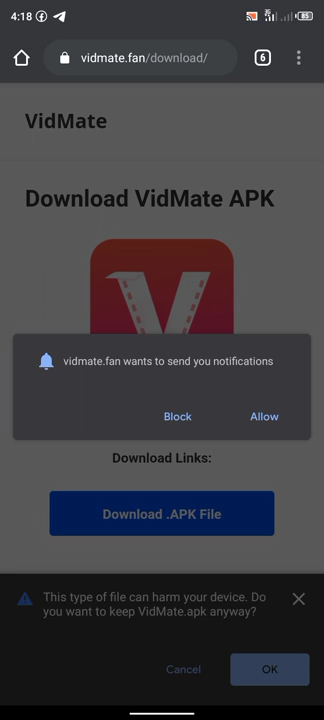 4:18
3G
85
vidmate.fan/download/
6
VidMate
Download VidMate APK
V
vidmate.fan wants to send you notifications
Block Allow
Download Links:
Download .APK File
This type of file can harm your device. Do
you want to keep VidMate.apk anyway?
Cancel OK